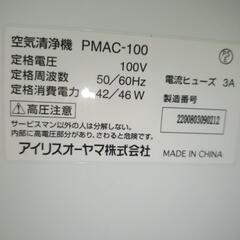 空気清浄機 PMAC-100
定格電圧 100V
定格周波数 50/60Hz
定格消費電力 42/46W
電流ヒューズ 3A
製造番号
2200803090212
⚠高圧注意
サービスマン以外の人は、あけないでください。
内部に高電圧部分があり、さわると危険です。
アイリスオーヤマ株式会社
MADE IN CHINA